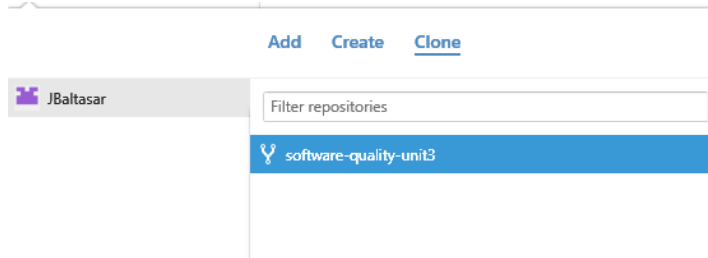 Add Create Clone
JBaltasar
Filter repositories
software-quality-unit3